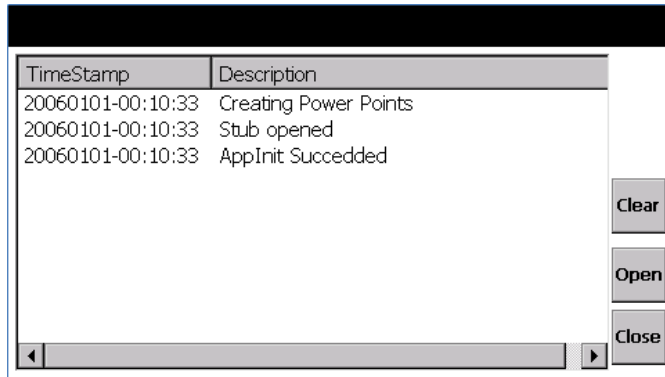 TimeStamp Description
20060101-00:10:33 Creating Power Points
20060101-00:10:33 Stub opened
20060101-00:10:33 AppInit Succedded
Clear
Open
Close